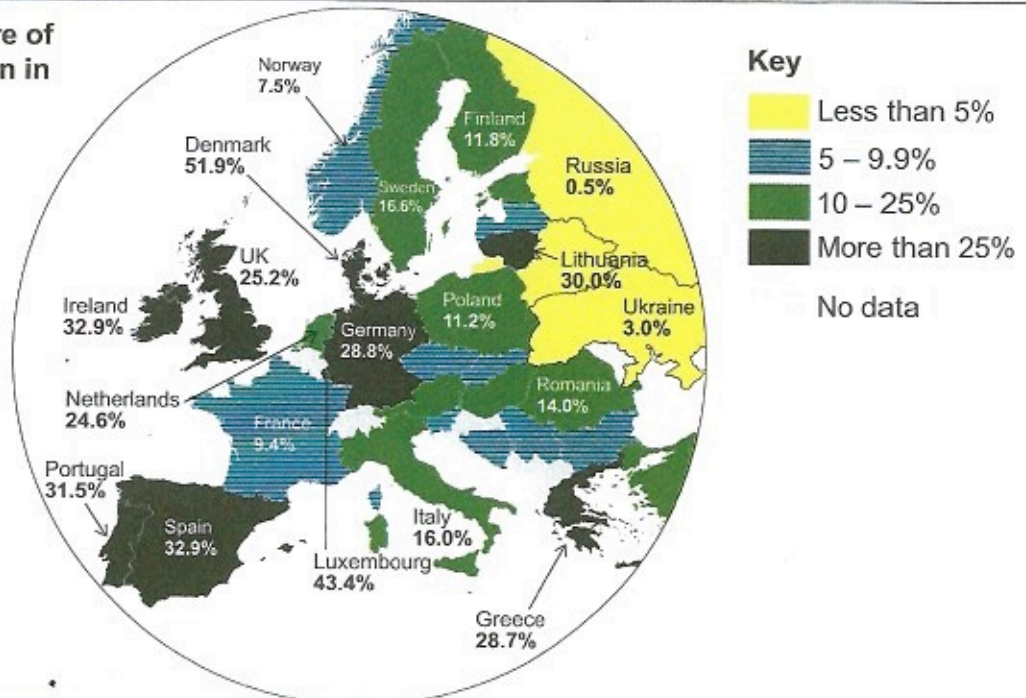 re of
n in
Norway
7.5%
Denmark
51.9%
Finland
11.8%
Sweden
16.6%
Russia
0.5%
UK
25.2%
Lithuania
30.0%
Ireland
32.9%
Poland
11.2%
Ukraine
3.0%
Germany
28.8%
Netherlands
24.6%
Romania
14.0%
France
9.4%
Portugal
31.5%
Spain
32.9%
Italy
16.0%
Luxembourg
43.4%
Greece
28.7%
Key
Less than 5%
5 – 9.9%
10 – 25%
More than 25%
No data